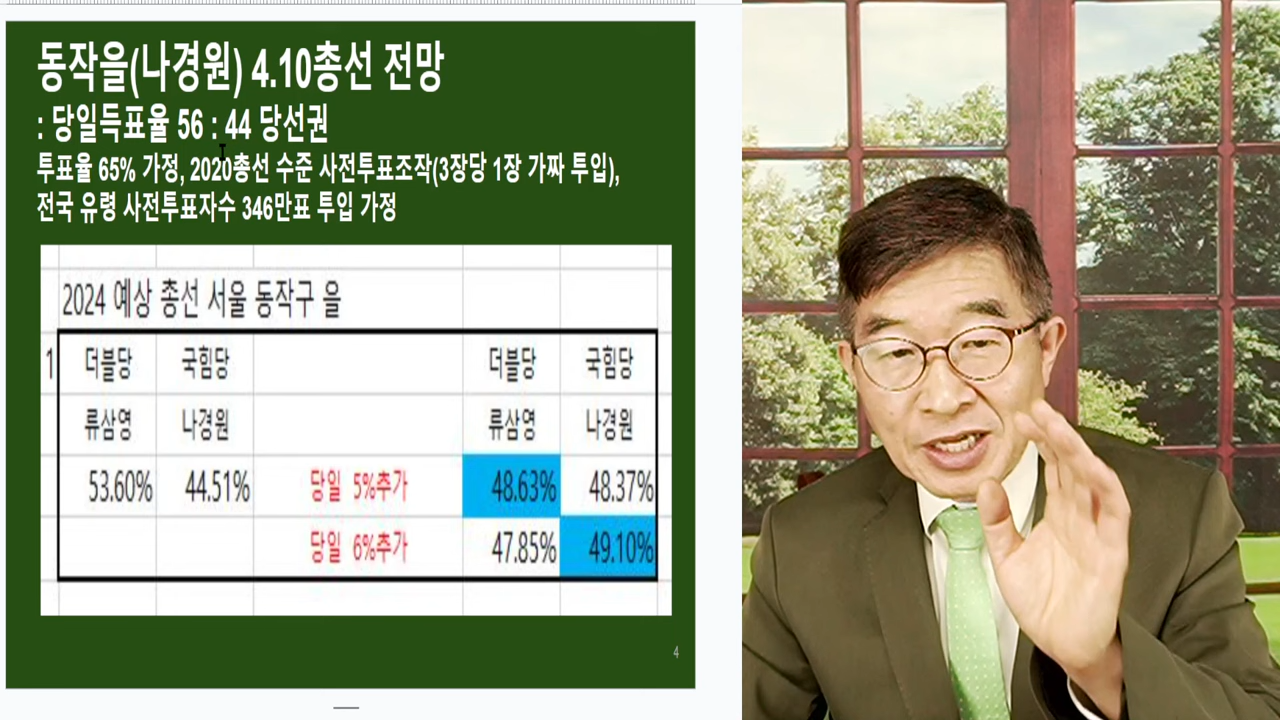 동작을(나경원) 4.10총선 전망
: 당일득표율 56 : 44 당선권
투표율 65% 가정, 2020총선 수준 사전투표조작(3장당 1장 가짜 투입),
전국 유령 사전투표자수 346만표 투입 가정
2024 예상 총선 서울 동작구 을
1 더블당 국힘당 더블당 국힘당
류삼영 나경원 류삼영 나경원
53.60% 44.51% 당일 5%추가 48.63% 48.37%
당일 6%추가 47.85% 49.10%
4